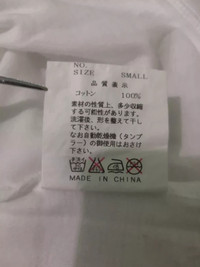 NO.
SIZE SMALL
品質表示
コットン 100%
素材の性質上、多少収縮
する可能性があります。
洗濯後、形を整えて干し
て下さい。
なお自動乾燥機（タンブ
ラー）の御使用はおさけ
下さい。
MADE IN CHINA